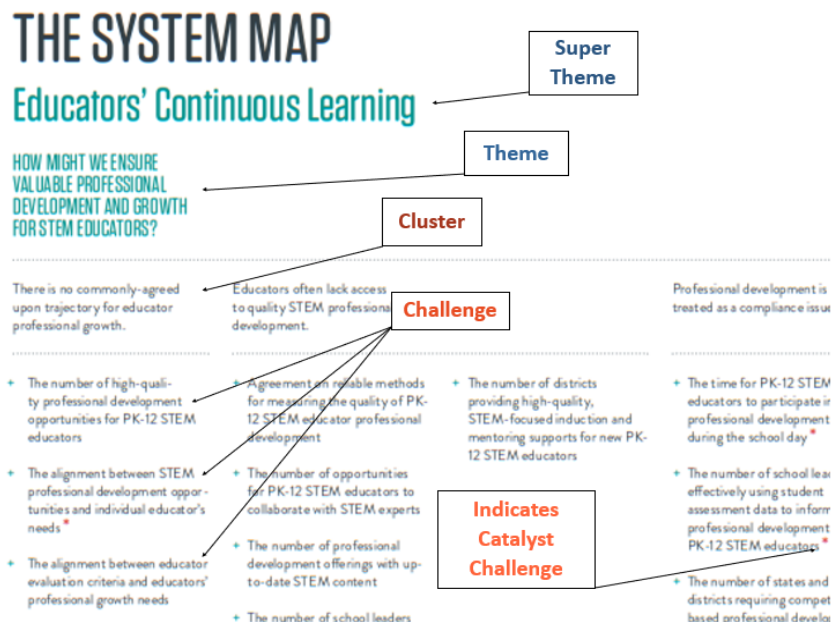 THE SYSTEM MAP
Super
Theme
Educators' Continuous Learning
Theme
HOW MIGHT WE ENSURE
VALUABLE PROFESSIONAL
DEVELOPMENT AND GROWTH
FOR STEM EDUCATORS?
Cluster
There is no commonly-agreed
upon trajectory for educator
professional growth.
Educators often lack access
to quality STEM professiona
development.
Professional development is
treated as a compliance issu
Challenge
+ The number of high-quali-
ty professional development
opportunities for PK-12 STEM
educators
+ The alignment between STEM
professional development oppor-
tunities and individual educator's
needs *
+ The alignment between educator
evaluation criteria and educators'
professional growth needs
+ Agreement on reliable methods
for measuring the quality of PK-
12 STEM educator professional
development
+ The number of opportunities
for PK-12 STEM educators to
collaborate with STEM experts
+ The number of professional
development offerings with up-
to-date STEM content
+ The number of school leaders
+ The number of districts
providing high-quality,
STEM-focused induction and
mentoring supports for new PK-
12 STEM educators
Indicates
Catalyst
Challenge
+ The time for PK-12 STEM
educators to participate in
professional development
during the school day *
+ The number of school lead
effectively using student
assessment data to inform
professional development
PK-12 STEM educators *
+ The number of states and
districts requiring compet
based professional develop